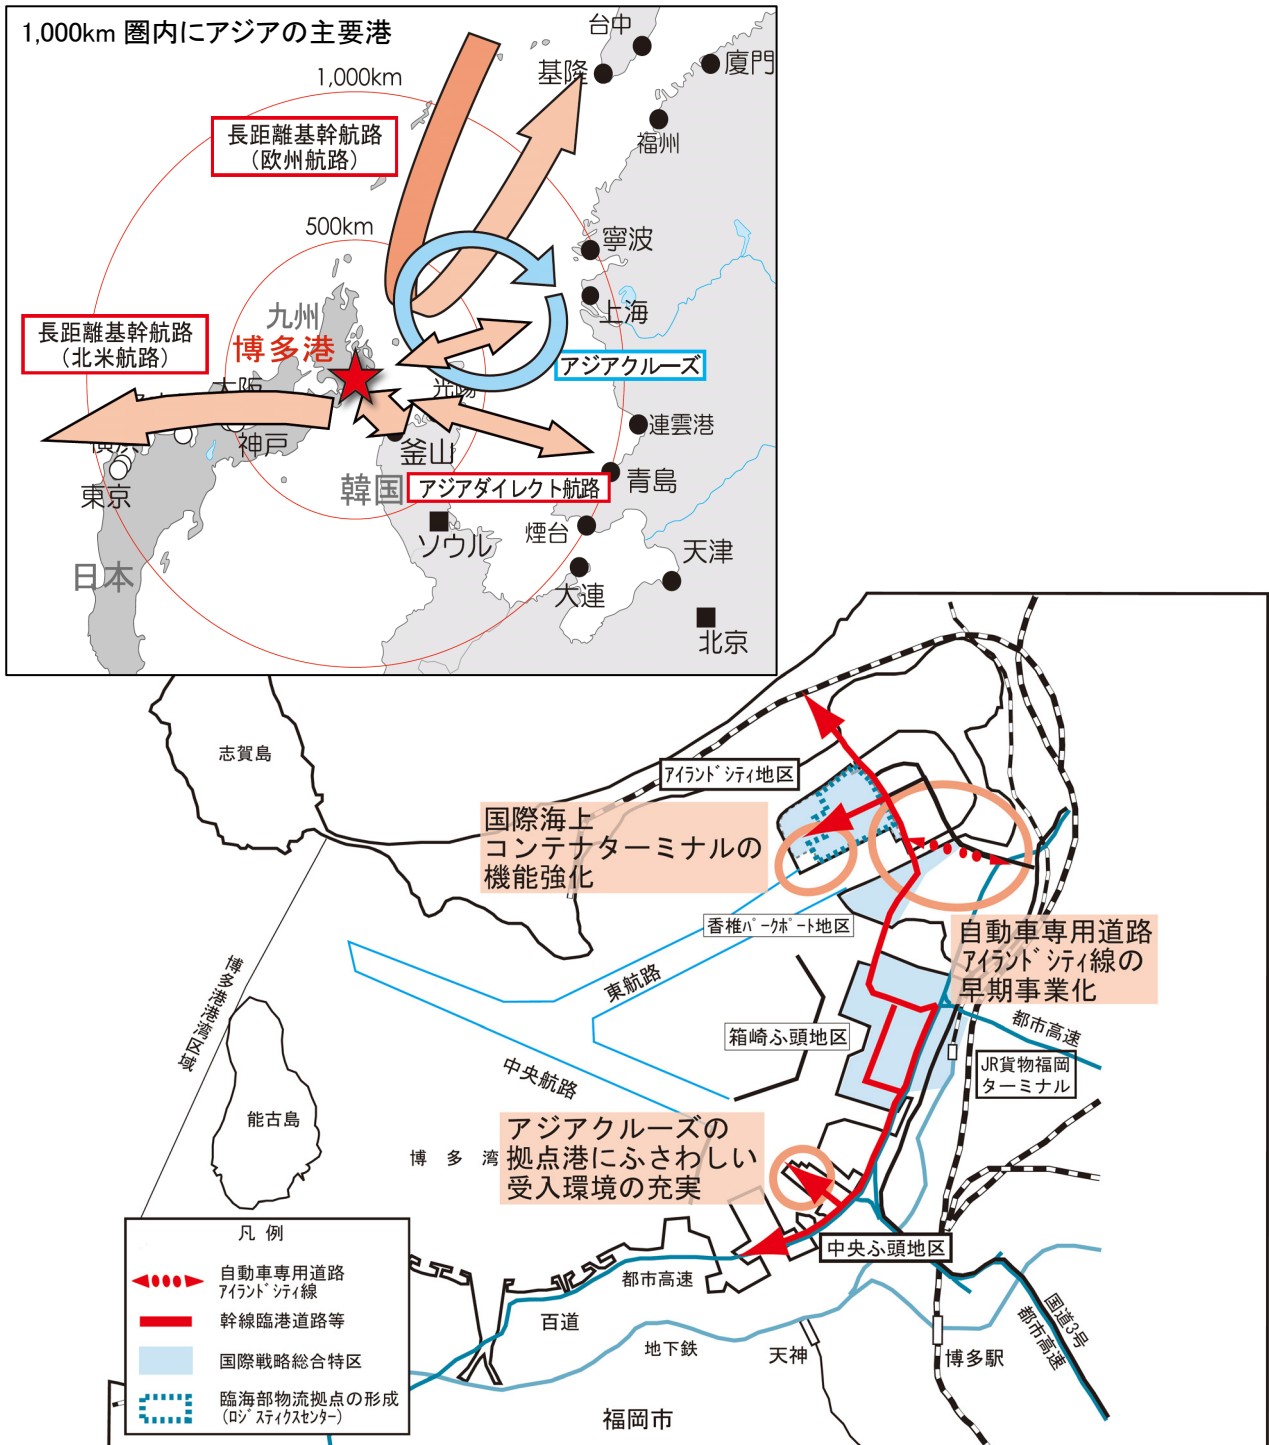 1,000km 圏内にアジアの主要港
台中
1,000km
基隆
厦門
長距離基幹航路
（欧州航路）
福州
500km
寧波
九州
上海
長距離基幹航路
（北米航路）
博多港
アジアクルーズ
大阪
光陽
連雲港
横浜
神戸
釜山
東京
韓国
アジアダイレクト航路
青島
ソウル
煙台
天津
日本
大連
北京
志賀島
アイランドシティ地区
国際海上
コンテナターミナルの
機能強化
香椎パークポート地区
自動車専用道路
アイランドシティ線の
早期事業化
博多港港湾区域
東航路
都市高速
箱崎ふ頭地区
中央航路
JR貨物福岡
ターミナル
能古島
アジアクルーズの
拠点港にふさわしい
受入環境の充実
博多湾
凡例
中央ふ頭地区
自動車専用道路
アイランドシティ線
都市高速
幹線臨港道路等
百道
国道3号
都市高速
地下鉄
天神
博多駅
国際戦略総合特区
臨海部物流拠点の形成
（ロジスティクスセンター）
福岡市